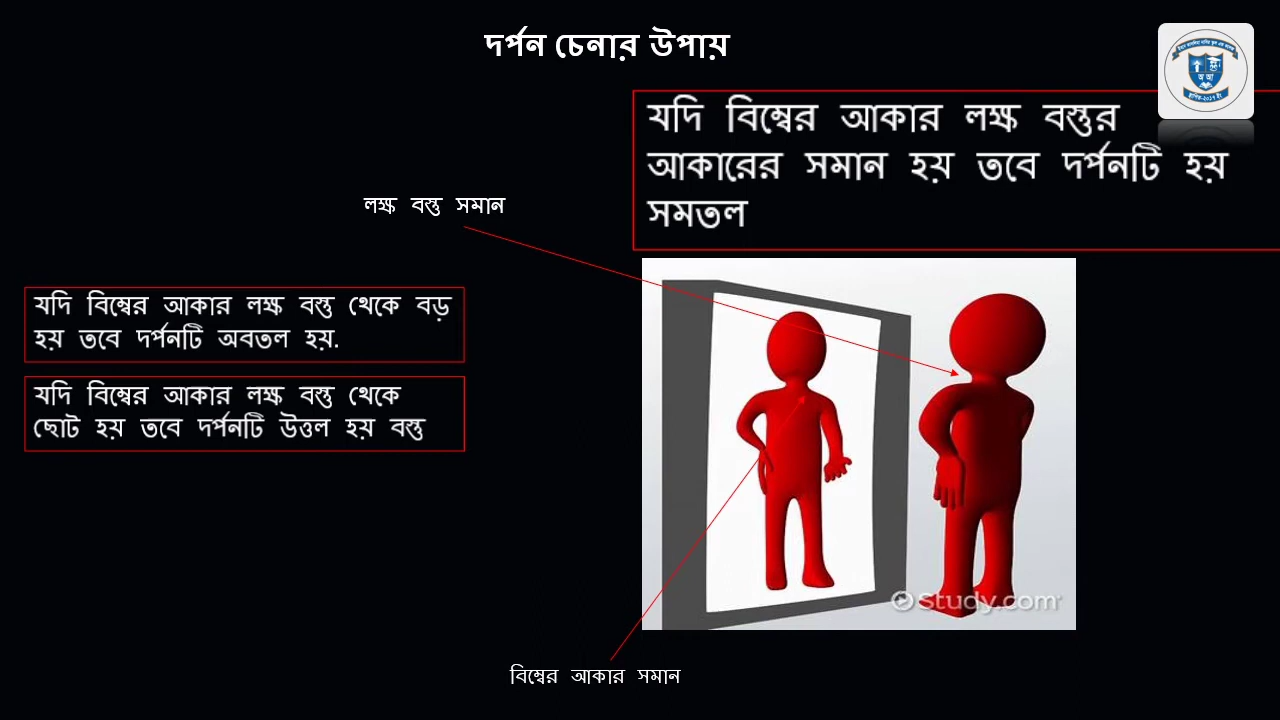 দর্পন চেনার উপায়
যদি বিম্বের আকার লক্ষ বস্তুর
আকারের সমান হয় তবে দর্পনটি হয়
সমতল
লক্ষ বস্তু সমান
যদি বিম্বের আকার লক্ষ বস্তু থেকে বড়
হয় তবে দর্পনটি অবতল হয়.
যদি বিম্বের আকার লক্ষ বস্তু থেকে
ছোট হয় তবে দর্পনটি উত্তল হয় বস্তু
Study.com
বিম্বের আকার সমান